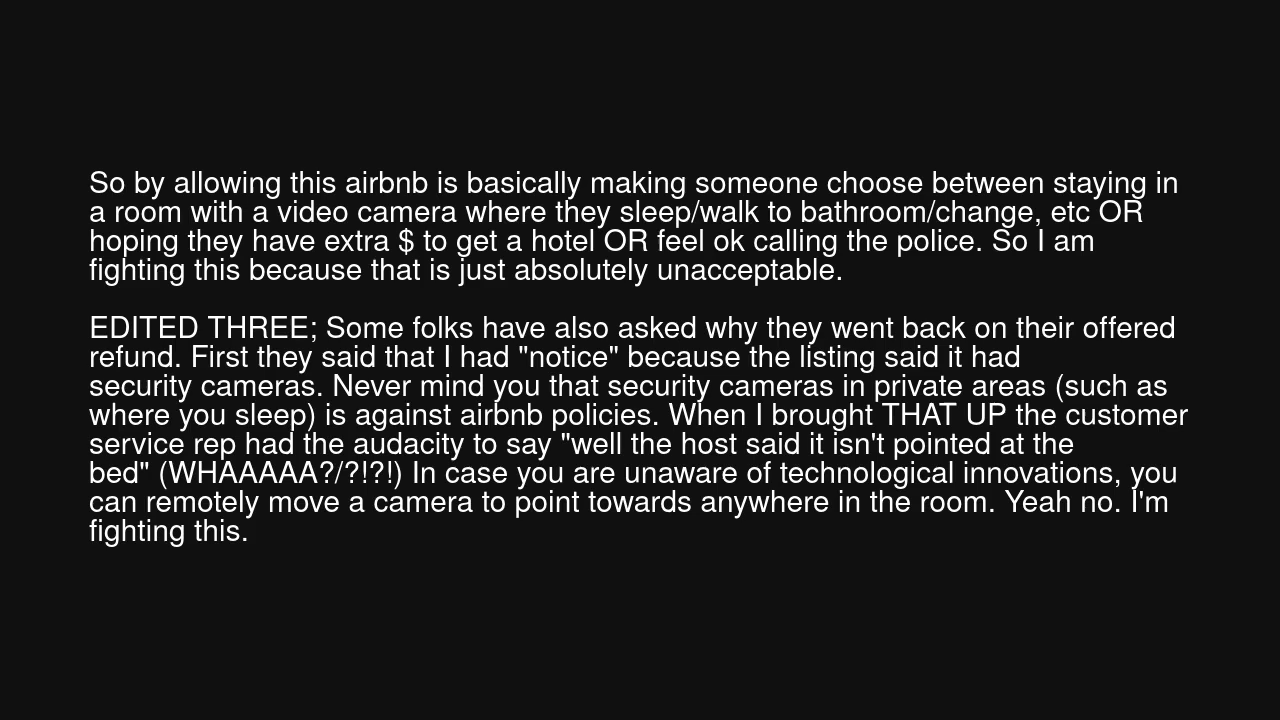 So by allowing this airbnb is basically making someone choose between staying in
a room with a video camera where they sleep/walk to bathroom/change, etc OR
hoping they have extra $ to get a hotel OR feel ok calling the police. So I am
fighting this because that is just absolutely unacceptable.
EDITED THREE; Some folks have also asked why they went back on their offered
refund. First they said that I had "notice" because the listing said it had
security cameras. Never mind you that security cameras in private areas (such as
where you sleep) is against airbnb policies. When I brought THAT UP the customer
service rep had the audacity to say "well the host said it isn't pointed at the
bed" (WHAAAAA?/?!?!) In case you are unaware of technological innovations, you
can remotely move a camera to point towards anywhere in the room. Yeah no. I'm
fighting this.